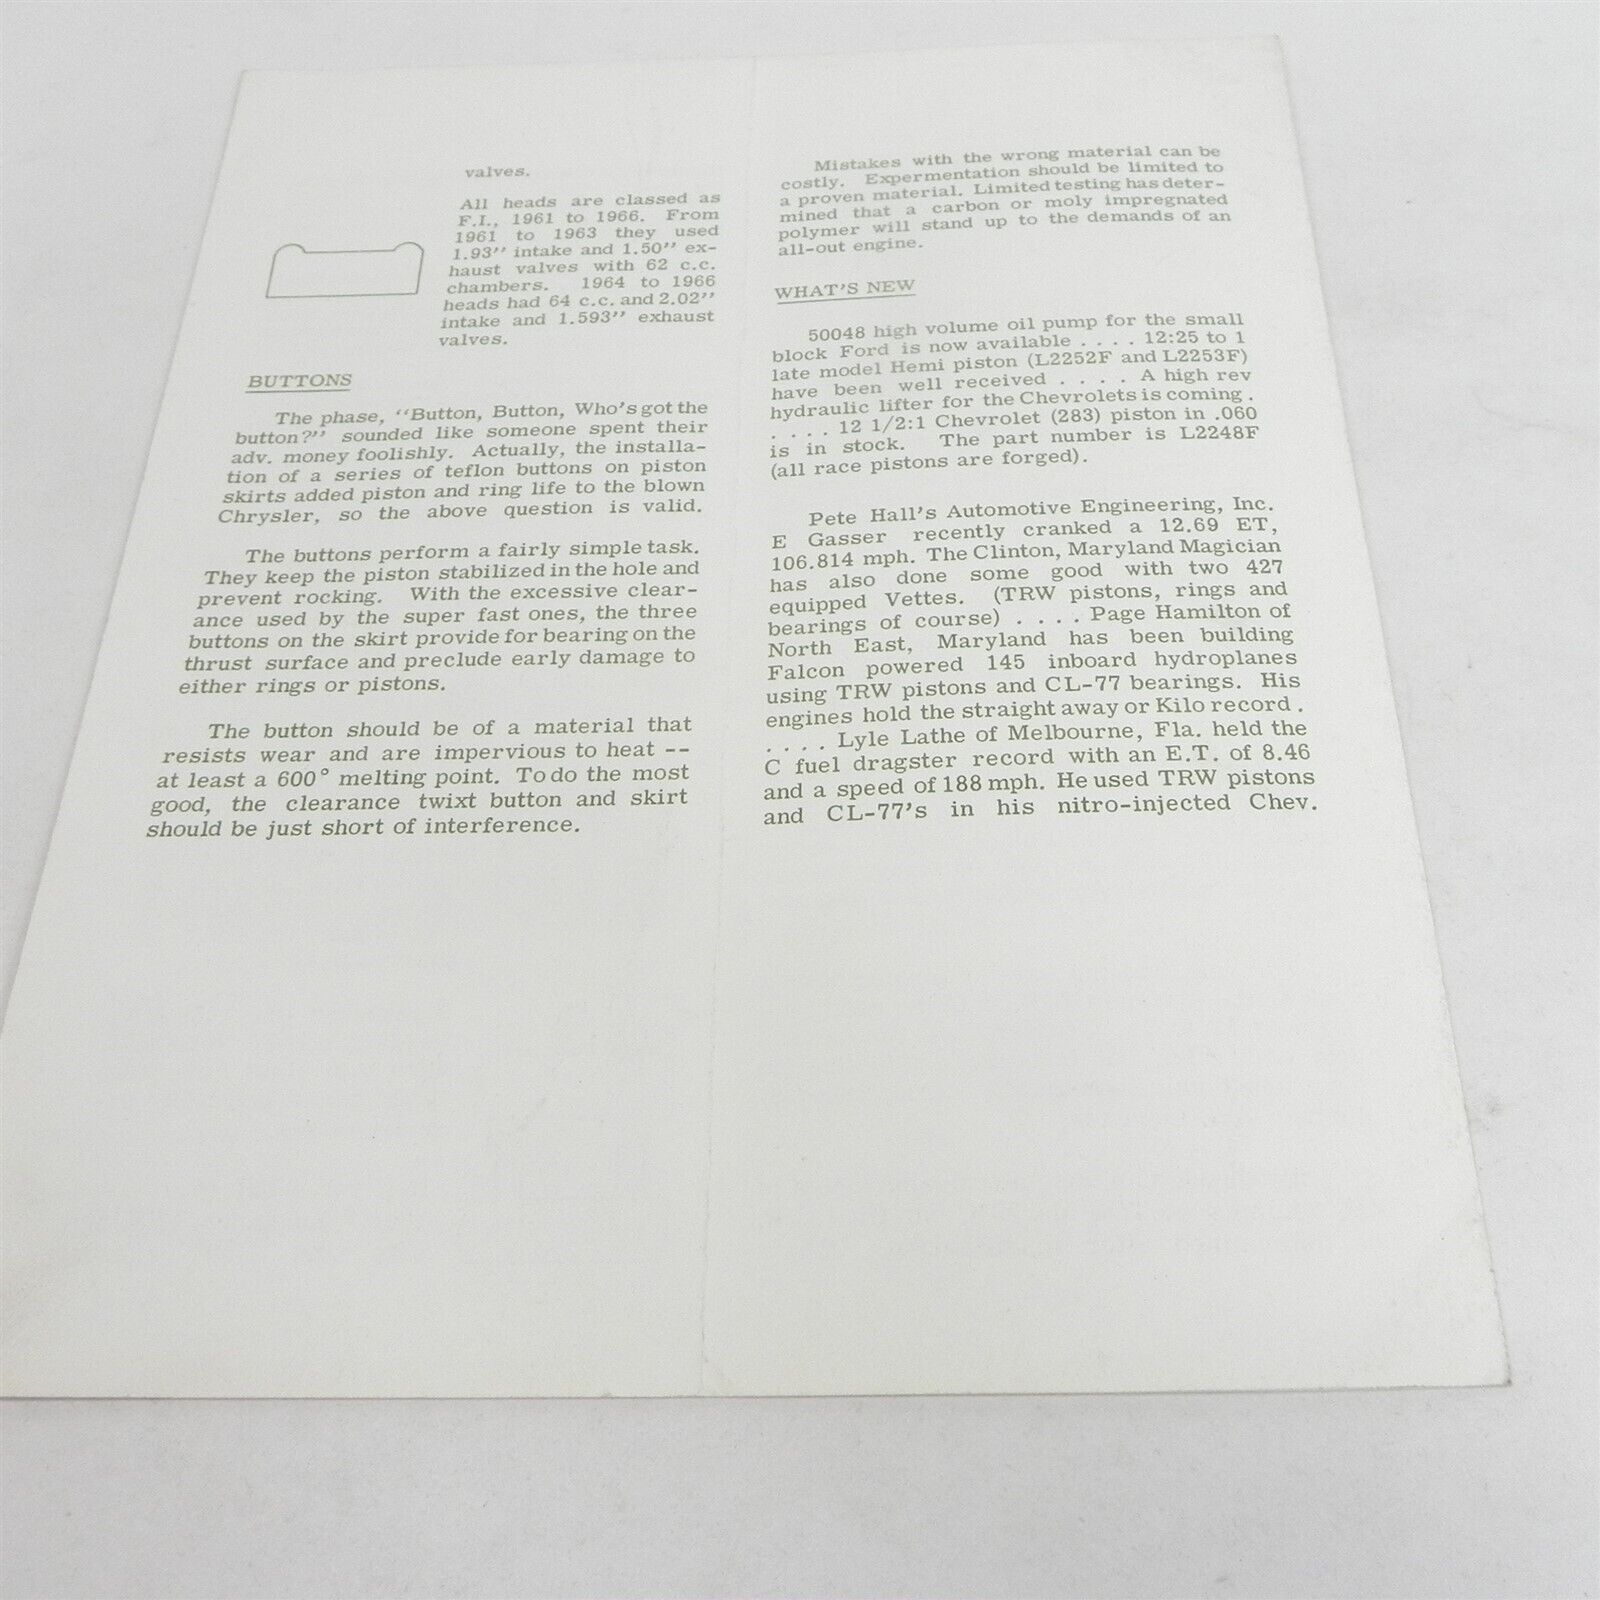 valves.
All heads are classed as
F.I., 1961 to 1966. From
1961 to 1963 they used
1.93" intake and 1.50" ex-
haust valves with 62 c.c.
chambers. 1964 to 1966
heads had 64 c.c. and 2.02"
intake and 1.593" exhaust
valves.
BUTTONS
The phase, "Button, Button, Who's got the
button?" sounded like someone spent their
adv. money foolishly. Actually, the installa-
tion of a series of teflon buttons on piston
skirts added piston and ring life to the blown
Chrysler, so the above question is valid.
The buttons perform a fairly simple task.
They keep the piston stabilized in the hole and
prevent rocking. With the excessive clear-
ance used by the super fast ones, the three
buttons on the skirt provide for bearing on the
thrust surface and preclude early damage to
either rings or pistons.
The button should be of a material that
resists wear and are impervious to heat --
at least a 600° melting point. To do the most
good, the clearance twixt button and skirt
should be just short of interference.
Mistakes with the wrong material can be
costly. Expermentation should be limited to
a proven material. Limited testing has deter-
mined that a carbon or moly impregnated
polymer will stand up to the demands of an
all-out engine.
WHAT'S NEW
50048 high volume oil pump for the small
block Ford is now available . . . . 12:25 to 1
late model Hemi piston (L2252F and L2253F)
have been well received . . . . A high rev
hydraulic lifter for the Chevrolets is coming .
. . . . 12 1/2:1 Chevrolet (283) piston in .060
is in stock. The part number is L2248F
(all race pistons are forged).
Pete Hall's Automotive Engineering, Inc.
E Gasser recently cranked a 12.69 ET,
106.814 mph. The Clinton, Maryland Magician
has also done some good with two 427
equipped Vettes. (TRW pistons, rings and
bearings of course) . . . . Page Hamilton of
North East, Maryland has been building
Falcon powered 145 inboard hydroplanes
using TRW pistons and CL-77 bearings. His
engines hold the straight away or Kilo record .
. . . . Lyle Lathe of Melbourne, Fla. held the
C fuel dragster record with an E.T. of 8.46
and a speed of 188 mph. He used TRW pistons
and CL-77's in his nitro-injected Chev.